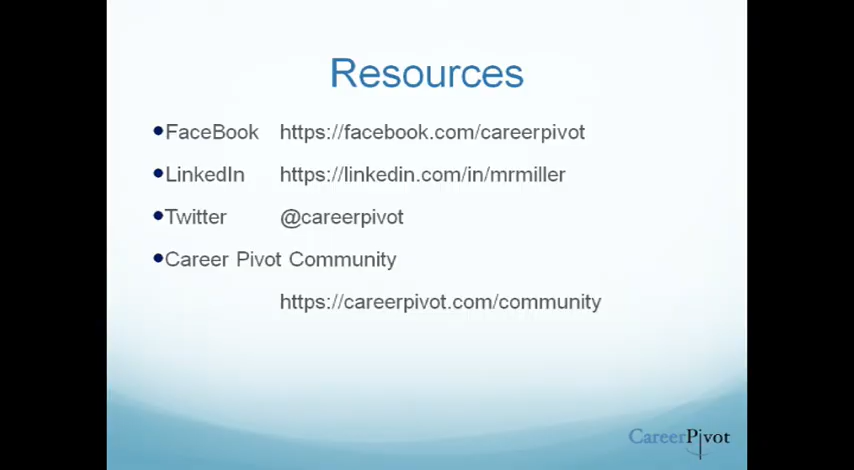 Resources
FaceBook https://facebook.com/careerpivot
LinkedIn https://linkedin.com/in/mrmiller
Twitter @careerpivot
Career Pivot Community
https://careerpivot.com/community
CareerPivot